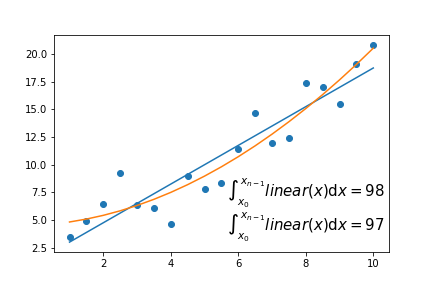 20.0
17.5
15.0
12.5
10.0
7.5
5.0
2.5
∫_{x_0}^{x_{n-1}} linear(x)dx = 98
∫_{x_0}^{x_{n-1}} linear(x)dx = 97
2 4 6 8 10